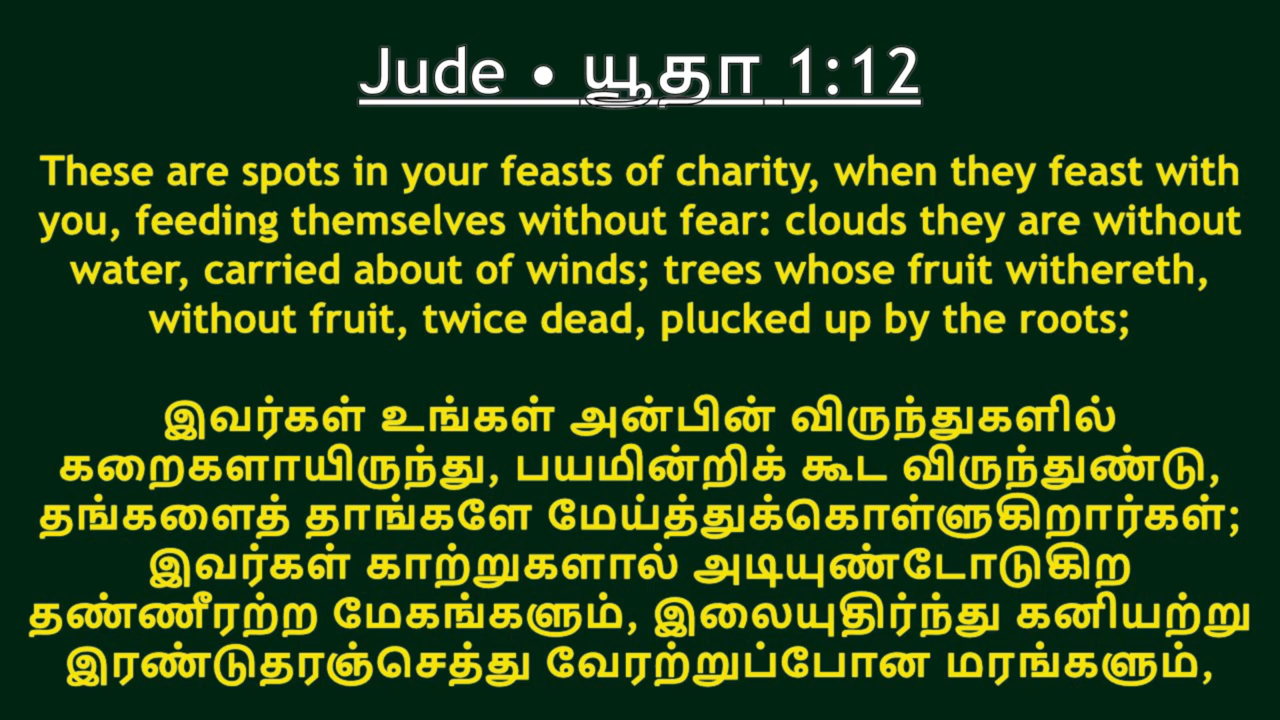 Jude • யூதா 1:12
These are spots in your feasts of charity, when they feast with
you, feeding themselves without fear: clouds they are without
water, carried about of winds; trees whose fruit withereth,
without fruit, twice dead, plucked up by the roots;
இவர்கள் உங்கள் அன்பின் விருந்துகளில்
கறைகளாயிருந்து, பயமின்றிக் கூட விருந்துண்டு,
தங்களைத் தாங்களே மேய்த்துக்கொள்ளுகிறார்கள்;
இவர்கள் காற்றுகளால் அடியுண்டோடுகிற
தண்ணீரற்ற மேகங்களும், இலையுதிர்ந்து கனியற்று
இரண்டுதரஞ்செத்து வேரற்றுப்போன மரங்களும்,